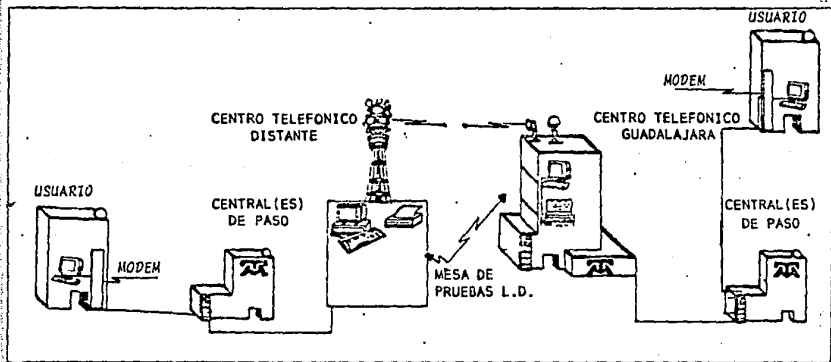 USUARIO
MODEM
CENTRO TELEFONICO
DISTANTE
CENTRO TELEFONICO
GUADALAJARA
USUARIO
CENTRAL(ES)
DE PASO
CENTRAL(ES)
DE PASO
MODEM
MESA DE
PRUEBAS L.D.